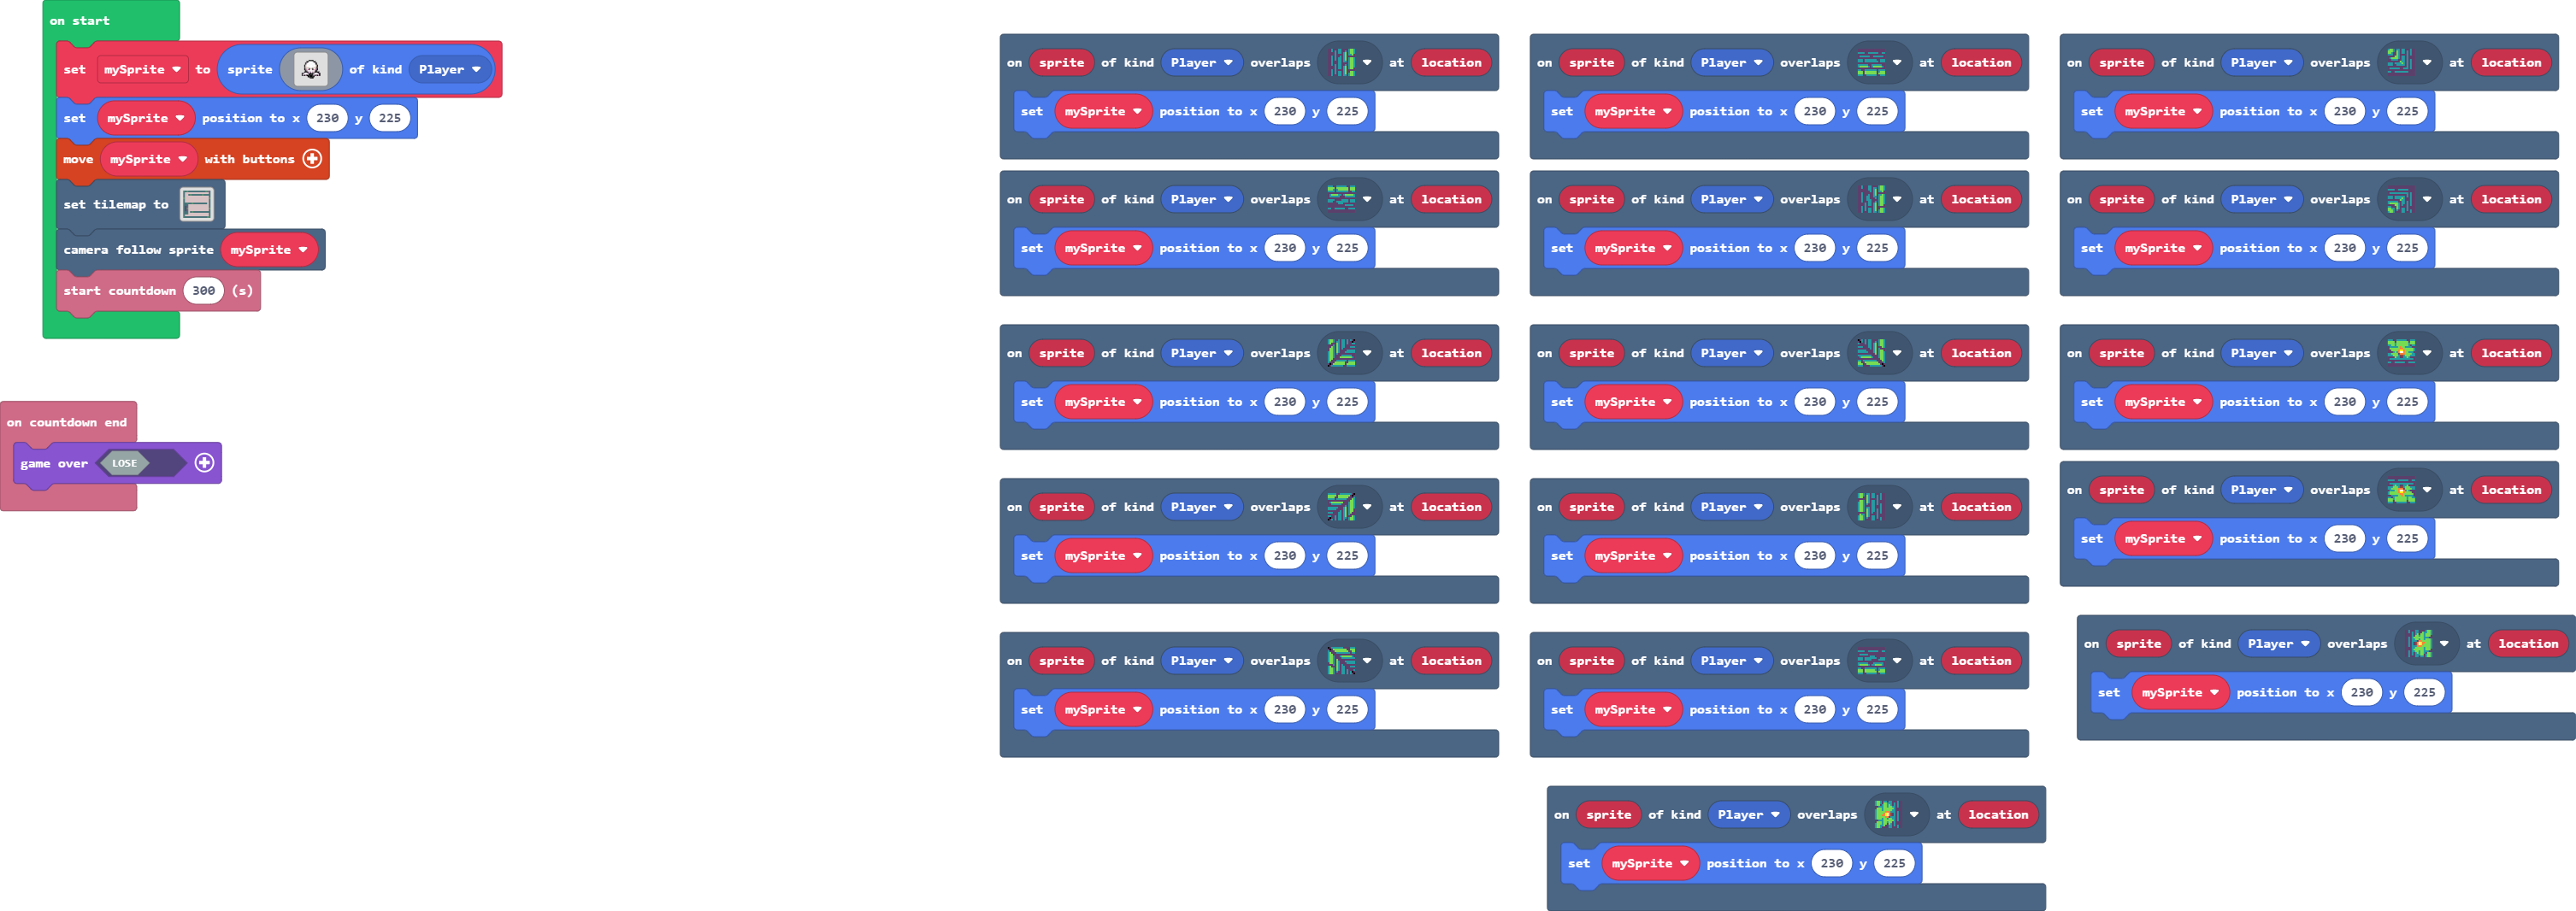 on start
set mySprite to sprite of kind Player
set mySprite position to x 230 y 225
move mySprite with buttons
set tilemap to
camera follow sprite mySprite
start countdown 300 (s)
on countdown end
game over LOSE
on sprite of kind Player overlaps at location
set mySprite position to x 230 y 225
on sprite of kind Player overlaps at location
set mySprite position to x 230 y 225
on sprite of kind Player overlaps at location
set mySprite position to x 230 y 225
on sprite of kind Player overlaps at location
set mySprite position to x 230 y 225
on sprite of kind Player overlaps at location
set mySprite position to x 230 y 225
on sprite of kind Player overlaps at location
set mySprite position to x 230 y 225
on sprite of kind Player overlaps at location
set mySprite position to x 230 y 225
on sprite of kind Player overlaps at location
set mySprite position to x 230 y 225
on sprite of kind Player overlaps at location
set mySprite position to x 230 y 225
on sprite of kind Player overlaps at location
set mySprite position to x 230 y 225
on sprite of kind Player overlaps at location
set mySprite position to x 230 y 225
on sprite of kind Player overlaps at location
set mySprite position to x 230 y 225
on sprite of kind Player overlaps at location
set mySprite position to x 230 y 225
on sprite of kind Player overlaps at location
set mySprite position to x 230 y 225
on sprite of kind Player overlaps at location
set mySprite position to x 230 y 225
on sprite of kind Player overlaps at location
set mySprite position to x 230 y 225